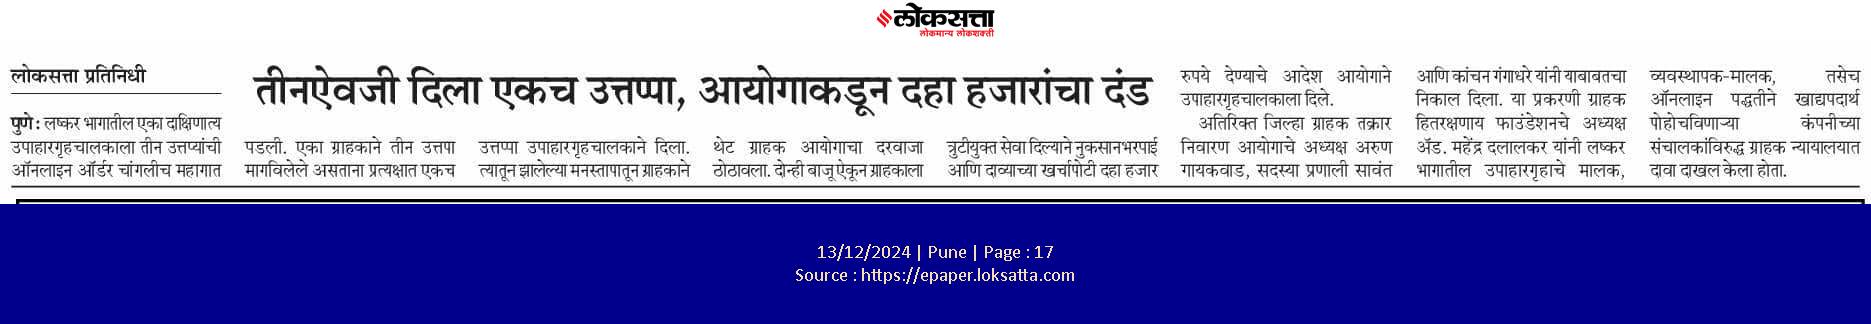 लोकसत्ता
लोकमान्य लोकशक्ती
लोकसत्ता प्रतिनिधी
तीनऐवजी दिला एकच उत्तप्पा, आयोगाकडून दहा हजारांचा दंड
पुणे : लष्कर भागातील एका दाक्षिणात्य
उपाहारगृहचालकाला तीन उत्तप्यांची
ऑनलाइन ऑर्डर चांगलीच महागात
पडली. एका ग्राहकाने तीन उत्तपा
मागविलेले असताना प्रत्यक्षात एकच
उत्तप्पा उपाहारगृहचालकाने दिला.
त्यातून झालेल्या मनस्तापातून ग्राहकाने
थेट ग्राहक आयोगाचा दरवाजा
ठोठावला. दोन्ही बाजू ऐकून ग्राहकाला
त्रुटीयुक्त सेवा दिल्याने नुकसानभरपाई
आणि दाव्याच्या खर्चापोटी दहा हजार
रुपये देण्याचे आदेश आयोगाने
उपाहारगृहचालकाला दिले.
अतिरिक्त जिल्हा ग्राहक तक्रार
निवारण आयोगाचे अध्यक्ष अरुण
गायकवाड, सदस्या प्रणाली सावंत
आणि कांचन गंगाधरे यांनी याबाबतचा
निकाल दिला. या प्रकरणी ग्राहक
हितरक्षणाय फाउंडेशनचे अध्यक्ष
ॲड. महेंद्र दलालकर यांनी लष्कर
भागातील उपाहारगृहाचे मालक,
व्यवस्थापक-मालक, तसेच
ऑनलाइन पद्धतीने खाद्यपदार्थ
पोहोचविणाऱ्या कंपनीच्या
संचालकांविरुद्ध ग्राहक न्यायालयात
दावा दाखल केला होता.
13/12/2024 | Pune | Page : 17
Source : https://epaper.loksatta.com